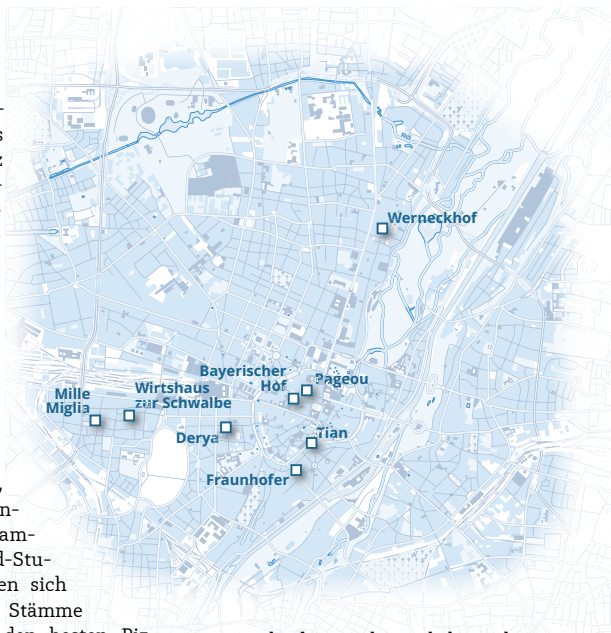 Werneckhof
Bayerischer
Hof
Pageou
Mille
Miglia
Wirtshaus
zur Schwalbe
Derya
Tian
Fraunhofer
n-
am-
d-Stu-
en sich
Stämme